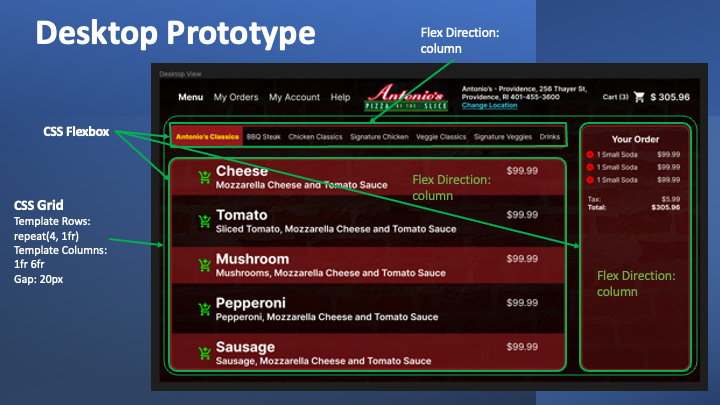 Desktop Prototype
Flex Direction:
column
Desktop View
Menu My Orders My Account Help
Antonio's
PIZZA BY THE SLICE
Antonio's - Providence, 256 Thayer St,
Providence, RI 401-455-3600
Change Location
Cart (3) $ 305.96
CSS Flexbox
Antonio's Classics BBQ Steak Chicken Classics Signature Chicken Veggie Classics Signature Veggies Drinks
Cheese $99.99
Mozzarella Cheese and Tomato Sauce
Flex Direction:
column
Tomato $99.99
Sliced Tomato, Mozzarella Cheese and Tomato Sauce
Mushroom $99.99
Mushrooms, Mozzarella Cheese and Tomato Sauce
Pepperoni $99.99
Pepperoni, Mozzarella Cheese and Tomato Sauce
Sausage $99.99
Sausage, Mozzarella Cheese and Tomato Sauce
Your Order
1 Small Soda $99.99
1 Small Soda $99.99
1 Small Soda $99.99
Tax: $5.99
Total: $305.96
Flex Direction:
column
CSS Grid
Template Rows:
repeat(4, 1fr)
Template Columns:
1fr 6fr
Gap: 20px